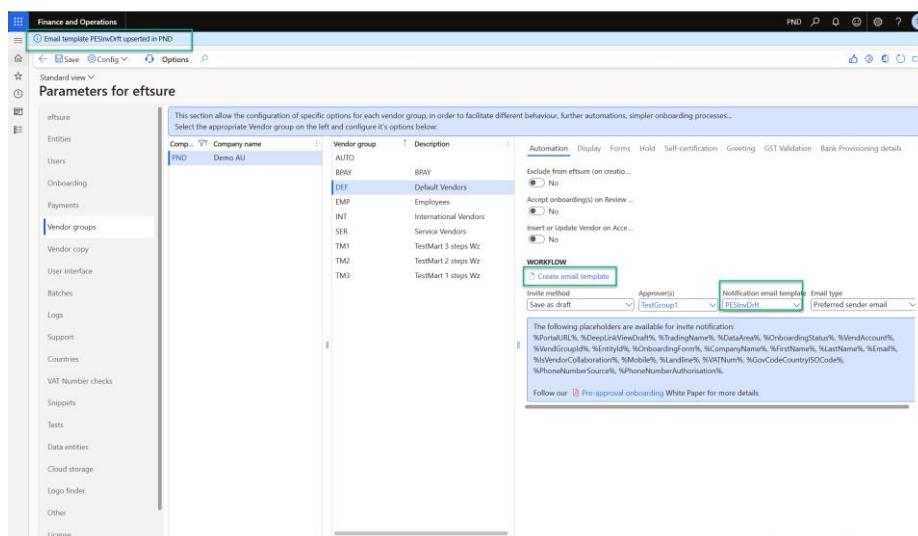 Finance and Operations
PND
Email template PESInvDrft upserted in PND
Save Config Options
Standard view
Parameters for eftsure
eftsure
Entities
Users
Onboarding
Payments
Vendor groups
Vendor copy
User interface
Batches
Logs
Support
Countries
VAT Number checks
Snippets
Tests
Data entities
Cloud storage
Logo finder
Other
License
This section allow the configuration of specific options for each vendor group, in order to facilitate different behaviour, further automations, simpler onboarding processes...
Select the appropriate Vendor group on the left and configure it's options below:
Comp... Company name
PND Demo AU
Vendor group Description
AUTO
BPAY BPAY
DEF Default Vendors
EMP Employees
INT International Vendors
SER Service Vendors
TM1 TestMart 3 steps Wz
TM2 TestMart 2 steps Wz
TM3 TestMart 1 steps Wz
Automation Display Forms Hold Self-certification Greeting GST Validation Bank Provisioning details
Exclude from eftsure (on creatio...
No
Accept onboarding(s) on Review ...
No
Insert or Update Vendor on Acce...
No
WORKFLOW
Create email template
Invite method Approver(s) Notification email template Email type
Save as draft TestGroup1 PESInvDrft Preferred sender email
The following placeholders are available for invite notification:
%PortalURL%, %DeepLinkViewDraft%, %TradingName%, %DataArea%, %OnboardingStatus%, %VendAccount%,
%VendGroupId%, %EntityId%, %OnboardingForm%, %CompanyName%, %FirstName%, %LastName%, %Email%,
%IsVendorCollaboration%, %Mobile%, %Landline%, %VATNum%, %GovCodeCountryISOCode%,
%PhoneNumberSource%, %PhoneNumberAuthorisation%.
Follow our Pre-approval onboarding White Paper for more details